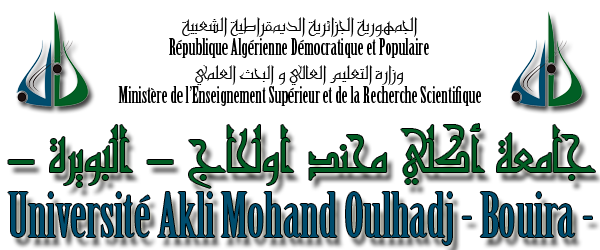 الجمهورية الجزائرية الديمقراطية الشعبية
République Algérienne Démocratique et Populaire
وزارة التعليم العالي و البحث العلمي
Ministère de l'Enseignement Supérieur et de la Recherche Scientifique
جامعة أكلي محند اولحاج – البويرة –
Université Akli Mohand Oulhadj - Bouira -